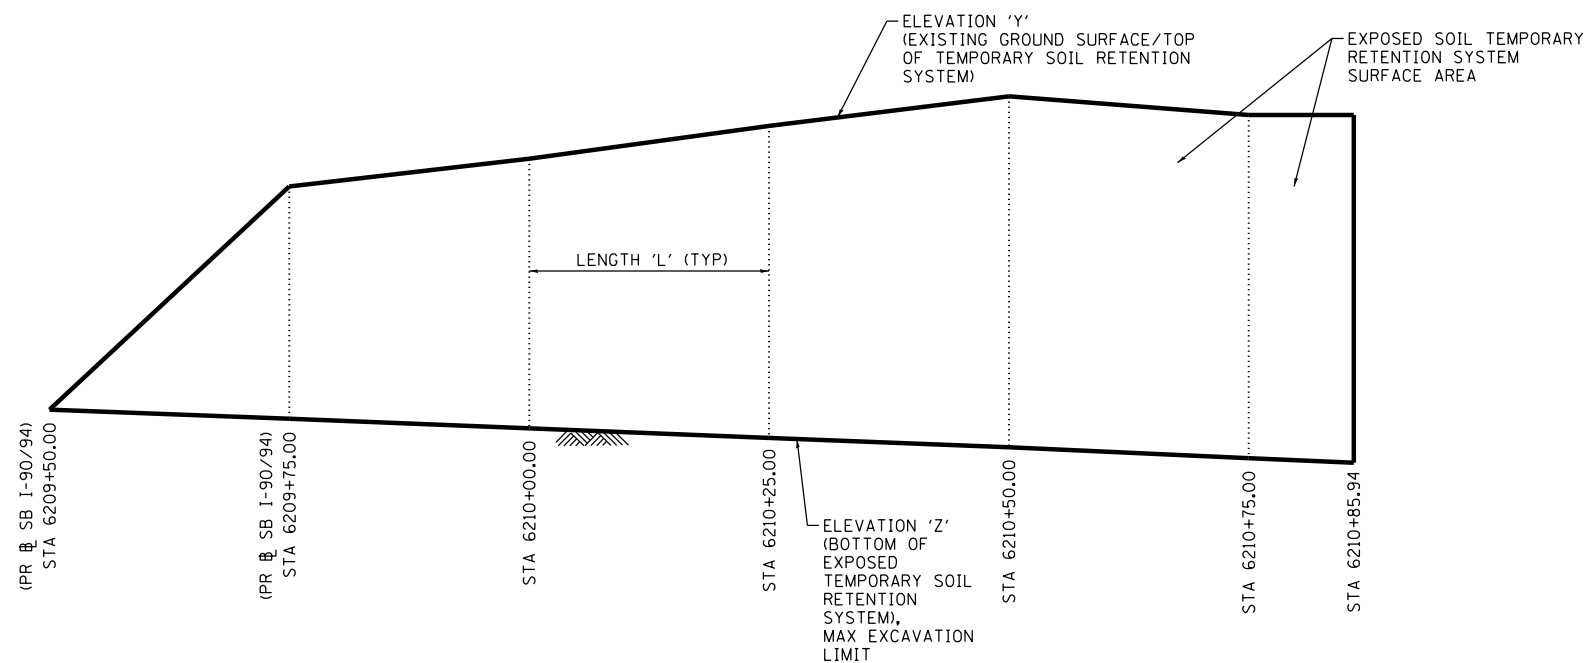 ELEVATION 'Y'
(EXISTING GROUND SURFACE/TOP
OF TEMPORARY SOIL RETENTION
SYSTEM)
EXPOSED SOIL TEMPORARY
RETENTION SYSTEM
SURFACE AREA
LENGTH 'L' (TYP)
(PR ℄ SB I-90/94)
STA 6209+50.00
(PR ℄ SB I-90/94)
STA 6209+75.00
STA 6210+00.00
STA 6210+25.00
STA 6210+50.00
STA 6210+75.00
STA 6210+85.94
ELEVATION 'Z'
(BOTTOM OF
EXPOSED
TEMPORARY SOIL
RETENTION
SYSTEM),
MAX EXCAVATION
LIMIT